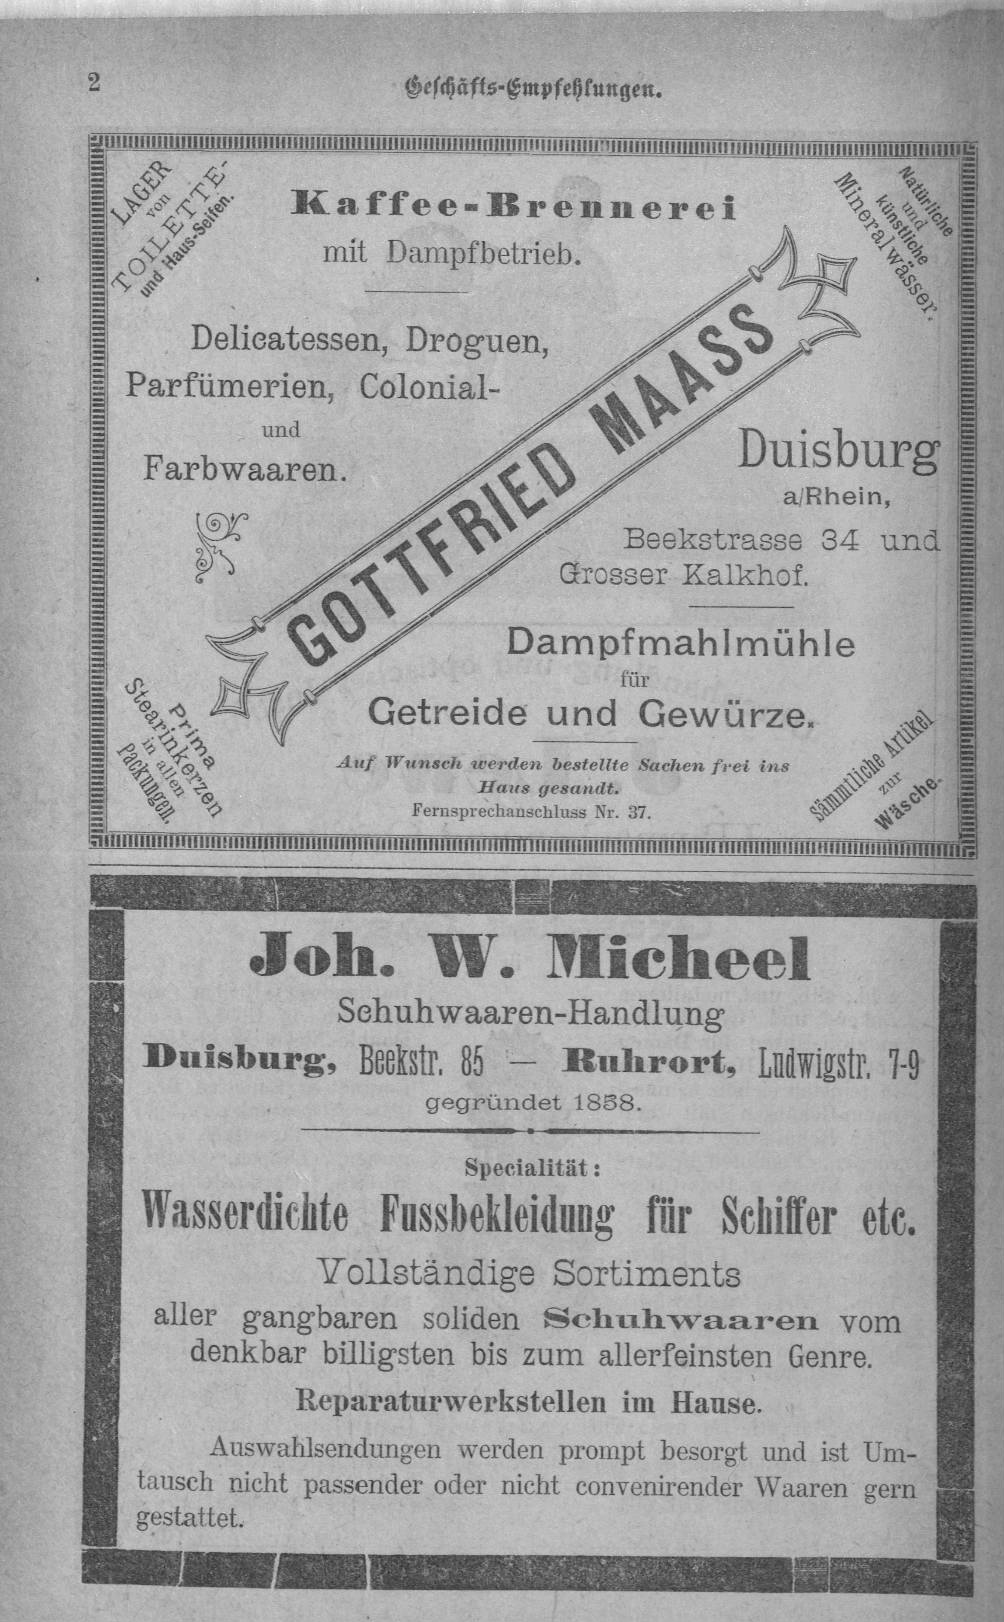 2
Geschäfts-Empfehlungen.
LAGER
von
TOILETTE-
und Haus-Seifen.
Kaffee-Brennerei
mit Dampfbetrieb.
Natürliche
und
künstliche
Mineralwässer.
Delicatessen, Droguen,
Parfümerien, Colonial-
und
Farbwaaren.
GOTTFRIED MAASS
Duisburg
a/Rhein,
Beekstrasse 34 und
Grosser Kalkhof.
Dampfmahlmühle
für
Getreide und Gewürze.
Prima
Stearinkerzen
in allen
Packungen.
Auf Wunsch werden bestellte Sachen frei ins
Haus gesandt.
Fernsprechanschluss Nr. 37.
Sämmtliche Artikel
zur
Wäsche.
Joh. W. Micheel
Schuhwaaren-Handlung
Duisburg, Beekstr. 85 — Ruhrort, Ludwigstr. 7-9
gegründet 1858.
Specialität:
Wasserdichte Fussbekleidung für Schiffer etc.
Vollständige Sortiments
aller gangbaren soliden Schuhwaaren vom
denkbar billigsten bis zum allerfeinsten Genre.
Reparaturwerkstellen im Hause.
Auswahlsendungen werden prompt besorgt und ist Um-
tausch nicht passender oder nicht convenirender Waaren gern
gestattet.